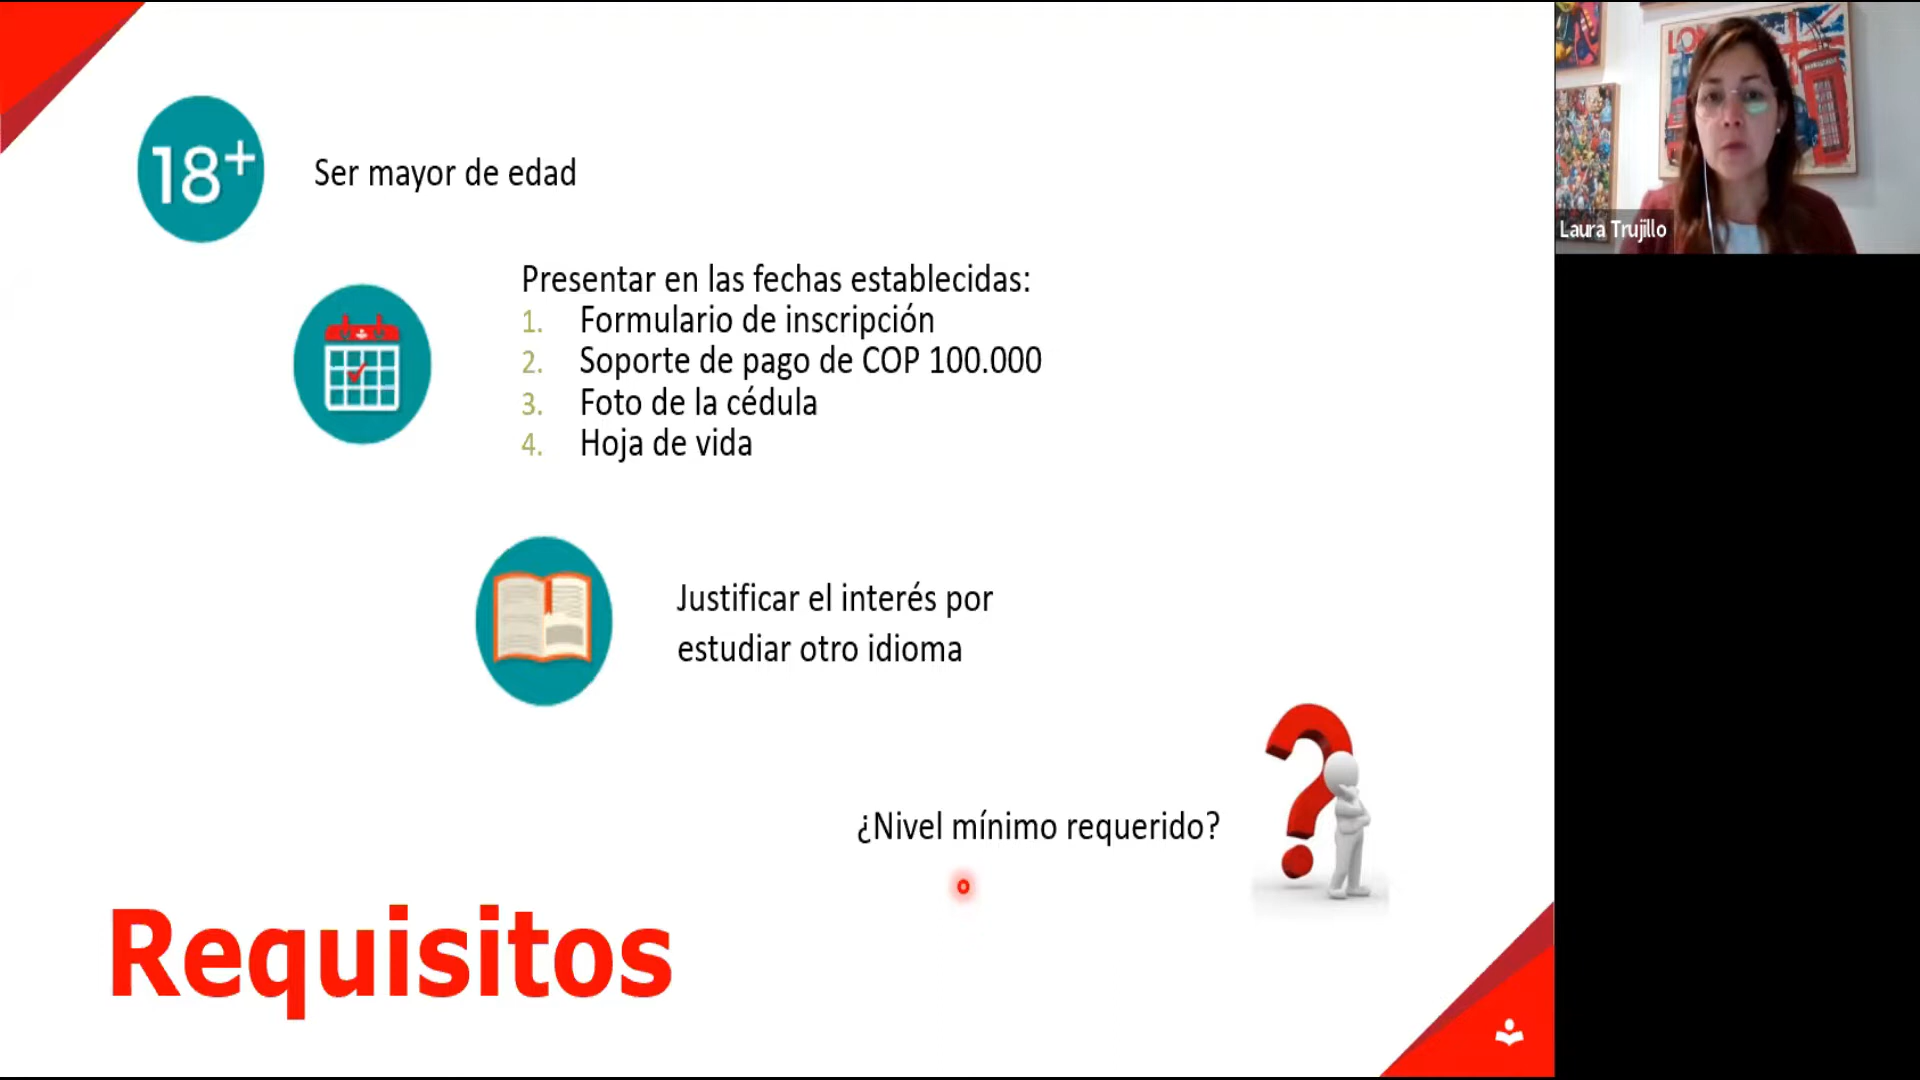 18+
Ser mayor de edad
Presentar en las fechas establecidas:
1. Formulario de inscripción
2. Soporte de pago de COP 100.000
3. Foto de la cédula
4. Hoja de vida
Justificar el interés por
estudiar otro idioma
¿Nivel mínimo requerido?
Requisitos
LO
Laura Trujillo